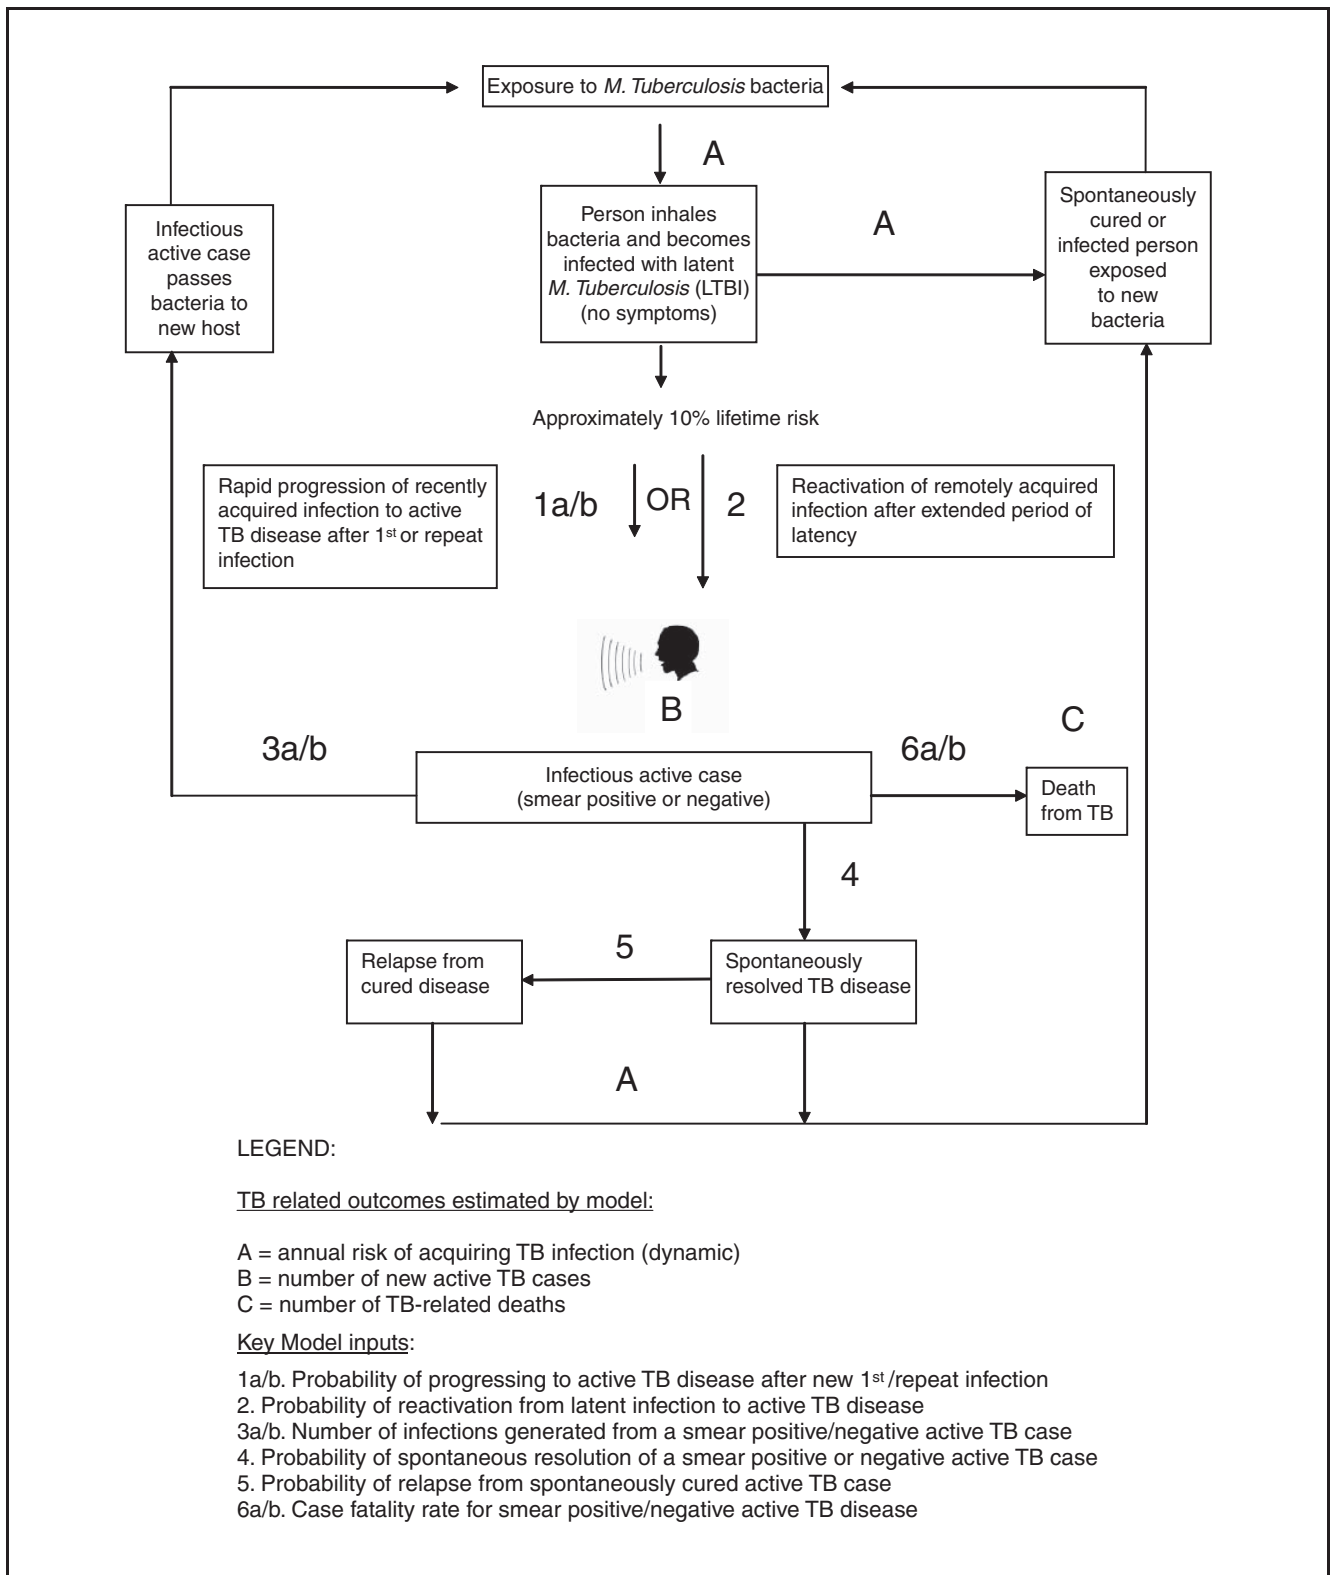 Exposure to M. Tuberculosis bacteria
A
Person inhales
bacteria and becomes
infected with latent
M. Tuberculosis (LTBI)
(no symptoms)
A
Spontaneously
cured or
infected person
exposed
to new
bacteria
Infectious
active case
passes
bacteria to
new host
Approximately 10% lifetime risk
Rapid progression of recently
acquired infection to active
TB disease after 1st or repeat
infection
1a/b
OR
2
Reactivation of remotely acquired
infection after extended period of
latency
B
C
3a/b
Infectious active case
(smear positive or negative)
6a/b
Death
from TB
4
Relapse from
cured disease
5
Spontaneously
resolved TB disease
A
LEGEND:
TB related outcomes estimated by model:
A = annual risk of acquiring TB infection (dynamic)
B = number of new active TB cases
C = number of TB-related deaths
Key Model inputs:
1a/b. Probability of progressing to active TB disease after new 1st /repeat infection
2. Probability of reactivation from latent infection to active TB disease
3a/b. Number of infections generated from a smear positive/negative active TB case
4. Probability of spontaneous resolution of a smear positive or negative active TB case
5. Probability of relapse from spontaneously cured active TB case
6a/b. Case fatality rate for smear positive/negative active TB disease